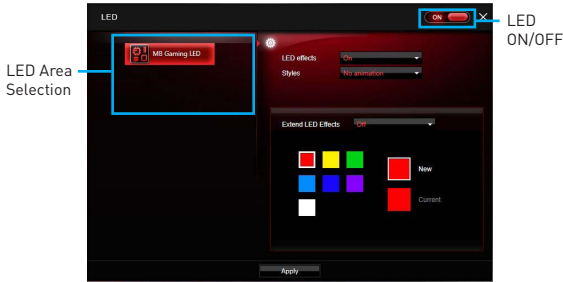 LED
ON
X
LED
ON/OFF
LED Area
Selection
MB Gaming LED
LED effects
On
Styles
No animation
Extend LED Effects
Off
New
Current
Apply